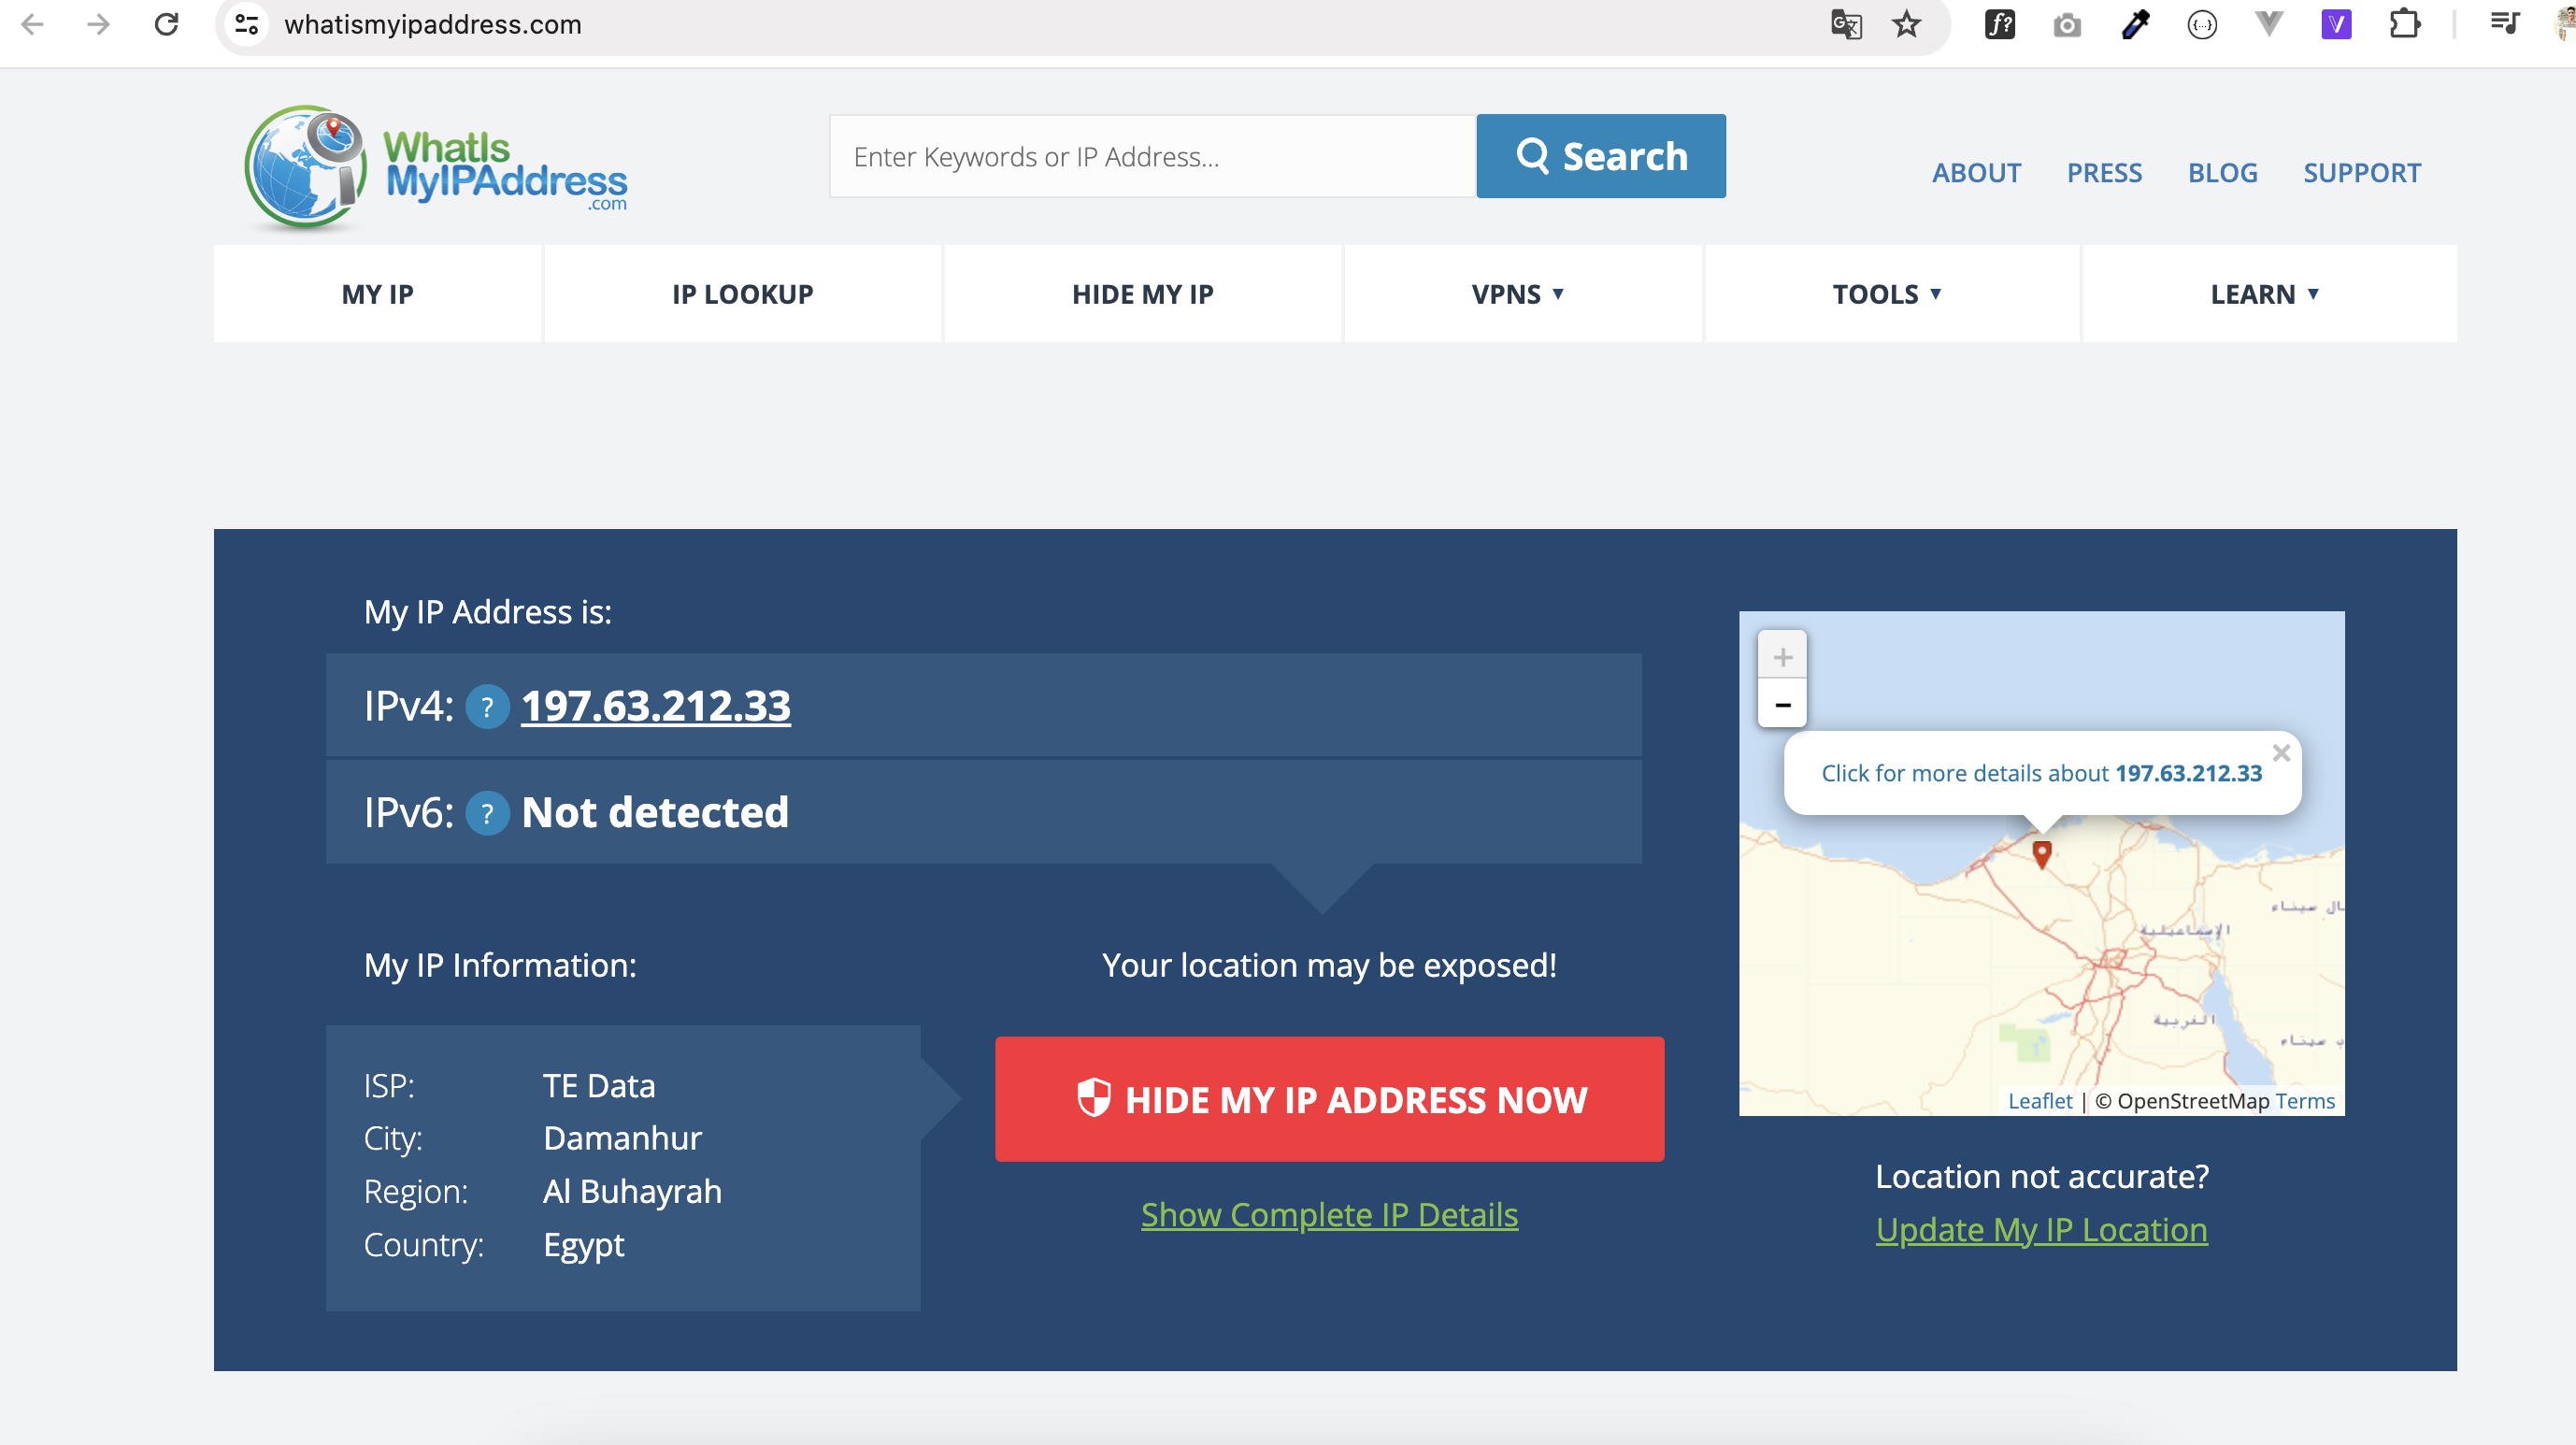 whatismyipaddress.com
WhatIs
MyIPAddress
.com
Enter Keywords or IP Address...
Search
ABOUT PRESS BLOG SUPPORT
MY IP IP LOOKUP HIDE MY IP VPNS ▼ TOOLS ▼ LEARN ▼
My IP Address is:
IPv4: ? 197.63.212.33
IPv6: ? Not detected
My IP Information:
ISP: TE Data
City: Damanhur
Region: Al Buhayrah
Country: Egypt
Your location may be exposed!
HIDE MY IP ADDRESS NOW
Show Complete IP Details
+
−
Click for more details about 197.63.212.33
×
الإسماعيلية
الغربية
Leaflet | © OpenStreetMap Terms
Location not accurate?
Update My IP Location